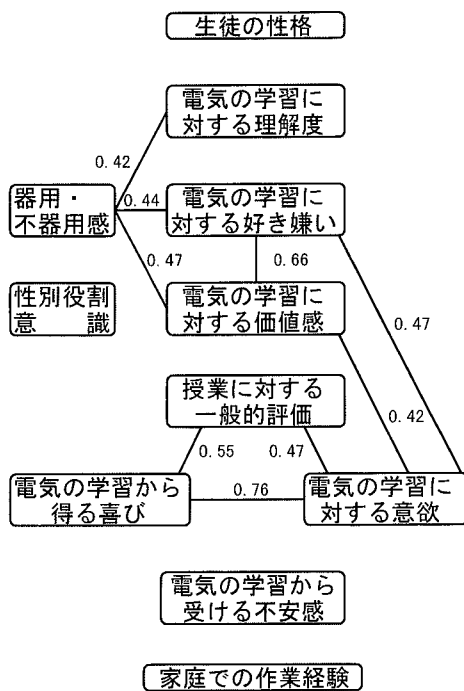 生徒の性格
電気の学習に
対する理解度
0.42
器用・
不器用感
0.44
電気の学習に
対する好き嫌い
0.47
0.66
性別役割
意　識
電気の学習に
対する価値感
0.47
授業に対する
一般的評価
0.42
0.55
0.47
電気の学習から
得る喜び
0.76
電気の学習に
対する意欲
電気の学習から
受ける不安感
家庭での作業経験